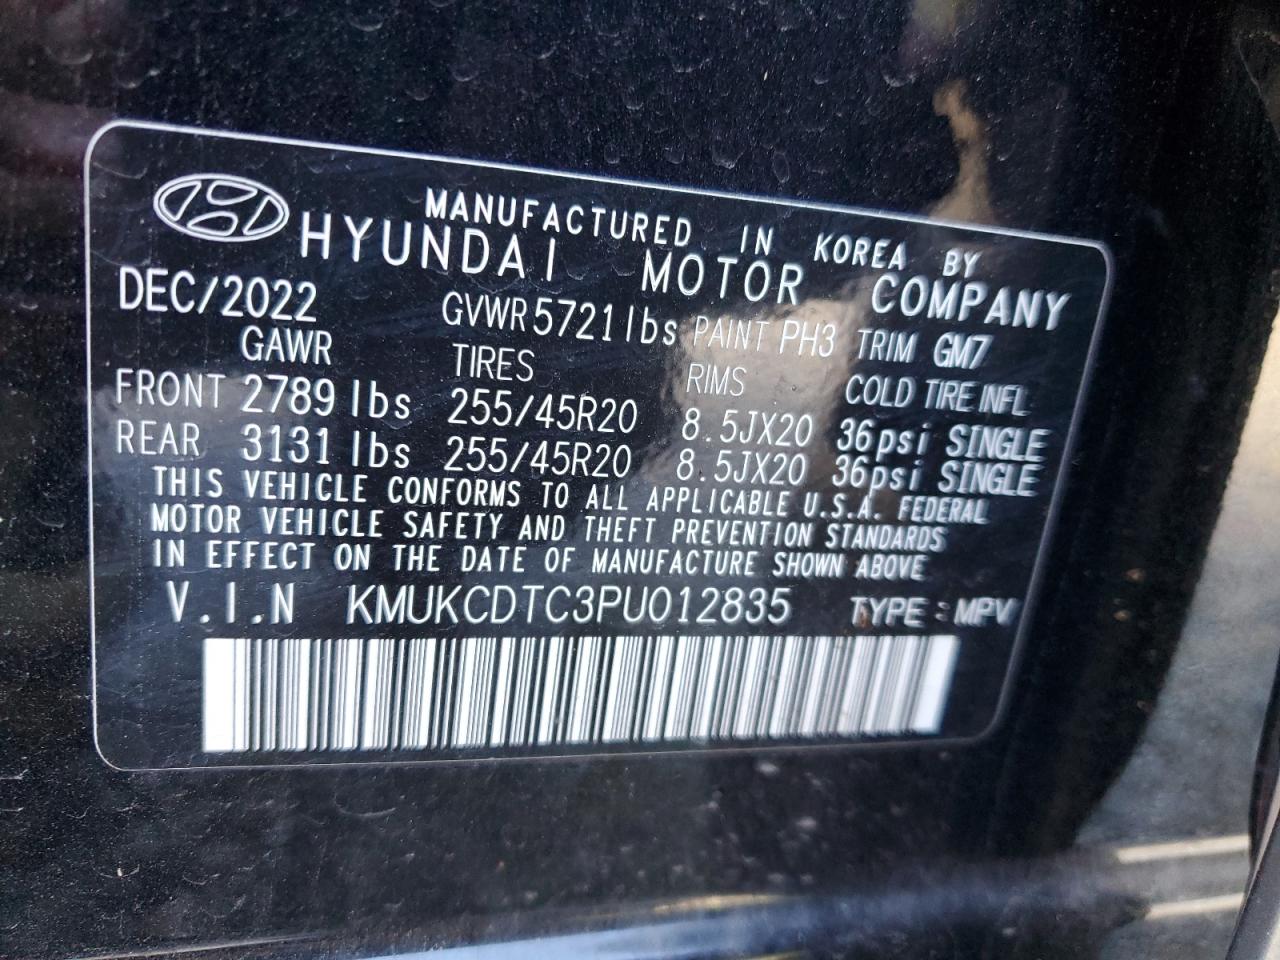 MANUFACTURED IN KOREA BY
HYUNDAI MOTOR COMPANY
DEC/2022 GVWR 5721 lbs PAINT PH3 TRIM GM7
GAWR TIRES RIMS COLD TIRE INFL
FRONT 2789 lbs 255/45R20 8.5JX20 36psi SINGLE
REAR 3131 lbs 255/45R20 8.5JX20 36psi SINGLE
THIS VEHICLE CONFORMS TO ALL APPLICABLE U.S.A. FEDERAL
MOTOR VEHICLE SAFETY AND THEFT PREVENTION STANDARDS
IN EFFECT ON THE DATE OF MANUFACTURE SHOWN ABOVE
V.I.N KMUKCDTC3PU012835 TYPE : MPV